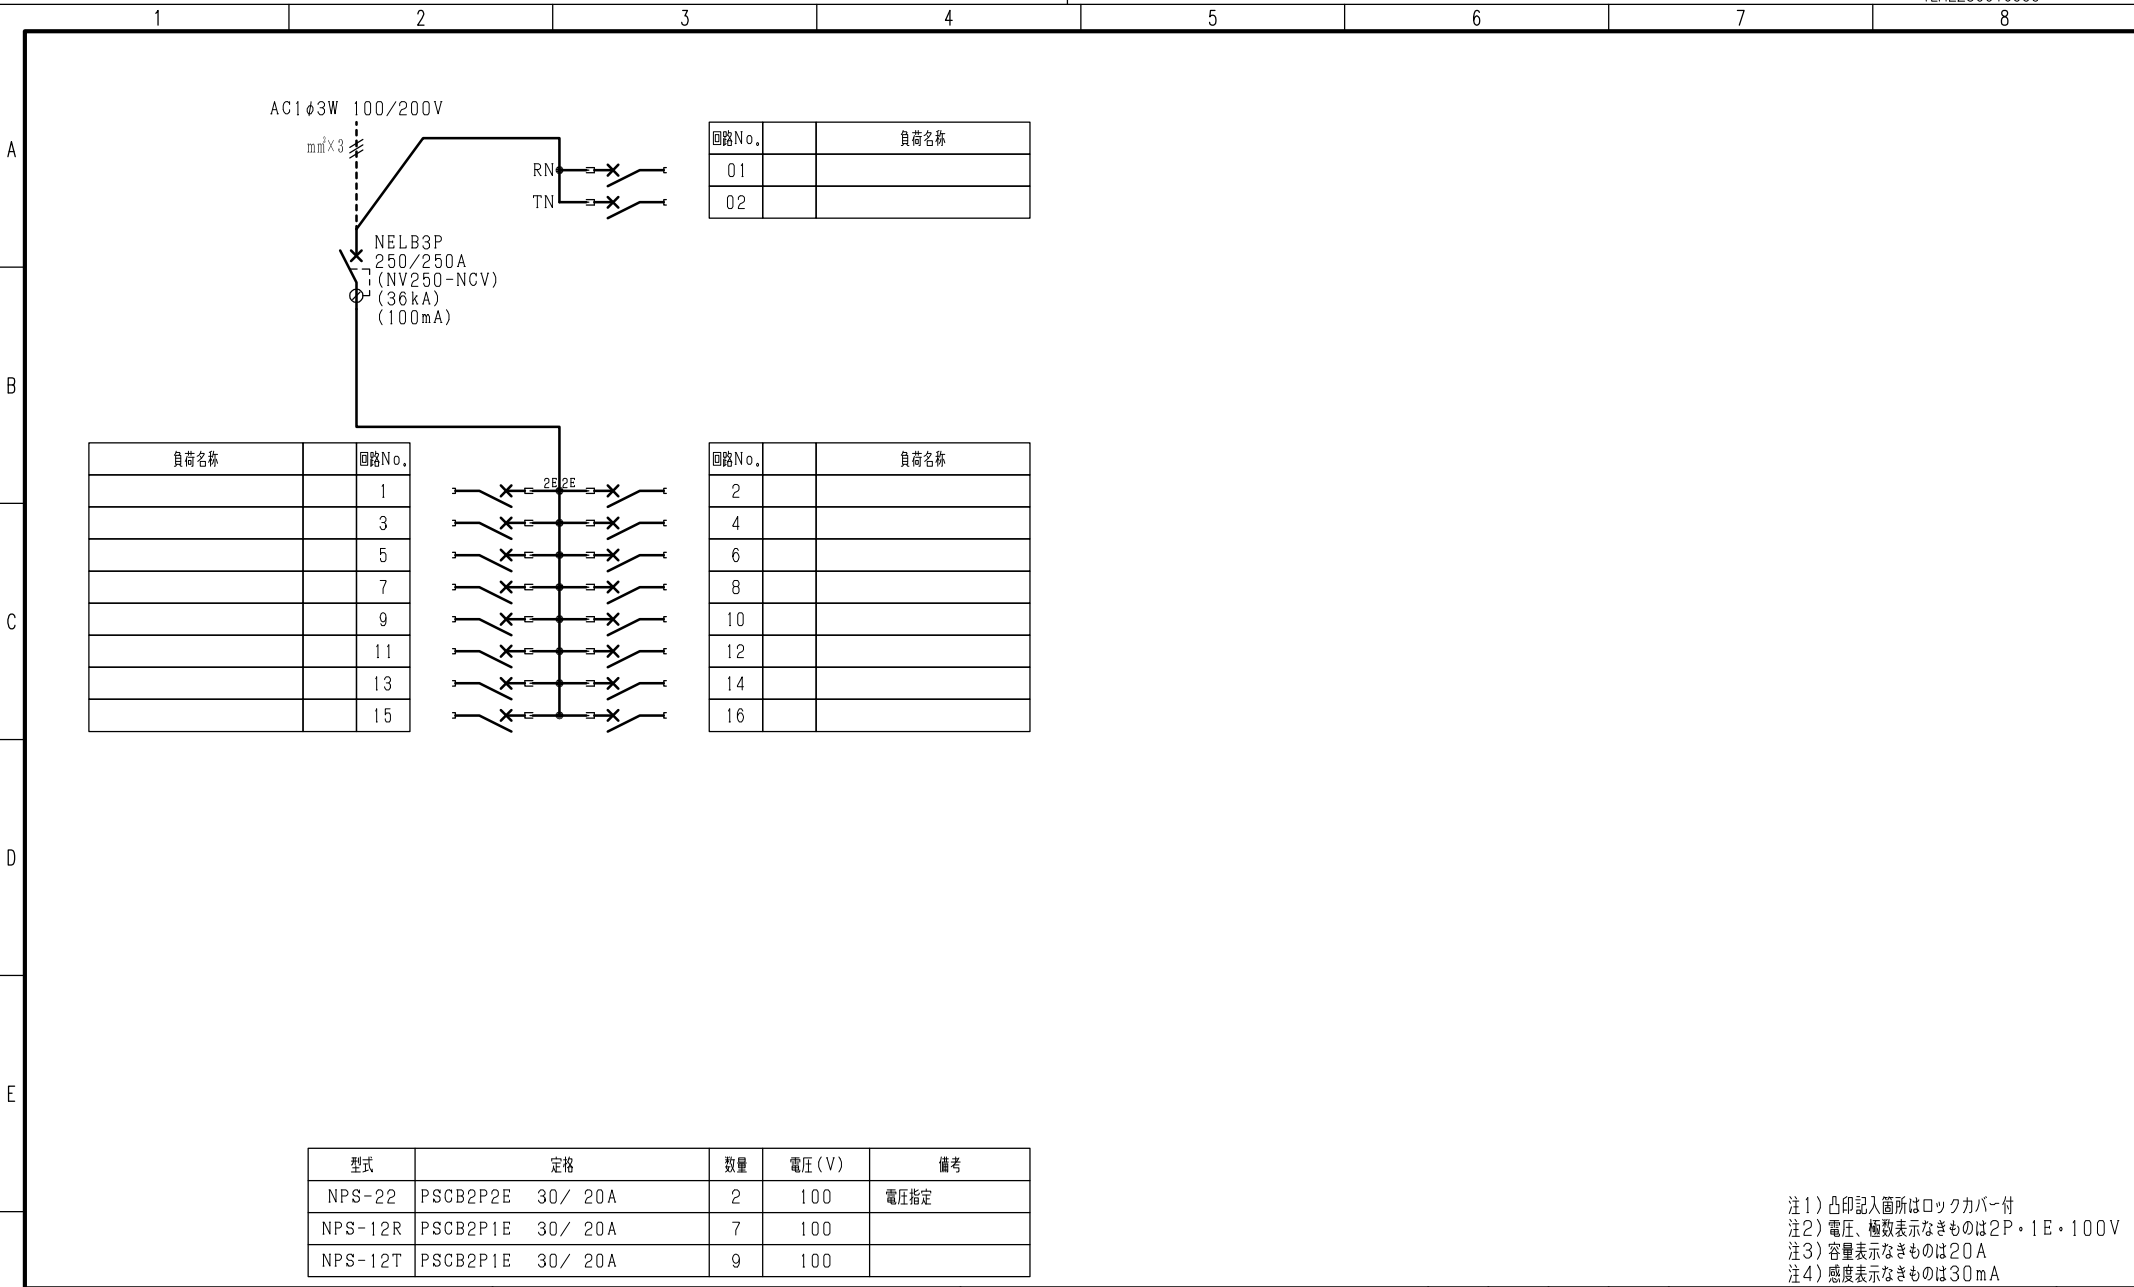 1 2 3 4 5 6 7 8
A
B
C
D
E
AC1φ3W 100/200V
mm²×3
RN
TN
回路No. 負荷名称
01
02
NELB3P
250/250A
(NV250-NCV)
(36kA)
(100mA)
負荷名称 回路No.
1
3
5
7
9
11
13
15
2E 2E
回路No. 負荷名称
2
4
6
8
10
12
14
16
型式 定格 数量 電圧(V) 備考
NPS-22 PSCB2P2E 30/ 20A 2 100 電圧指定
NPS-12R PSCB2P1E 30/ 20A 7 100
NPS-12T PSCB2P1E 30/ 20A 9 100
注1)凸印記入箇所はロックカバー付
注2)電圧、極数表示なきものは2P・1E・100V
注3)容量表示なきものは20A
注4)感度表示なきものは30mA